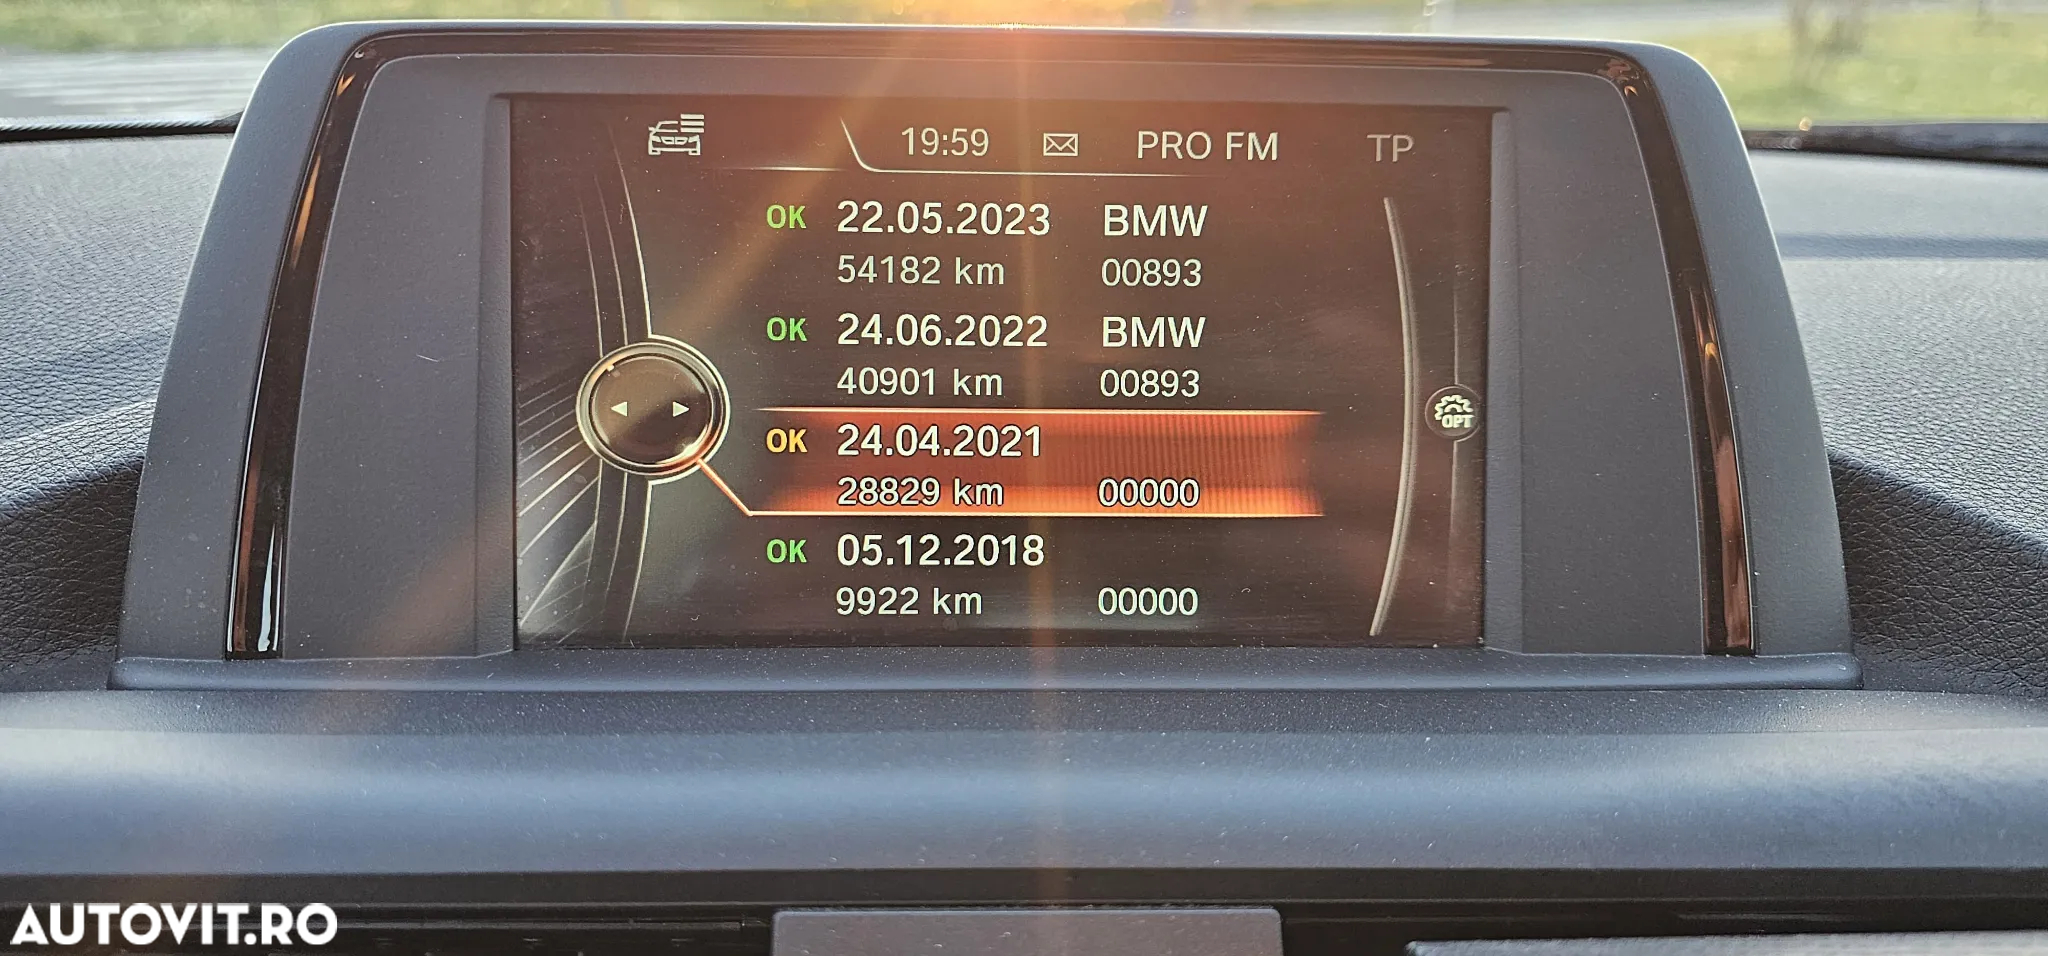 19:59 PRO FM TP
OK 22.05.2023 BMW
54182 km 00893
OK 24.06.2022 BMW
40901 km 00893
OK 24.04.2021
28829 km 00000
OPT
OK 05.12.2018
9922 km 00000
AUTOVIT.RO